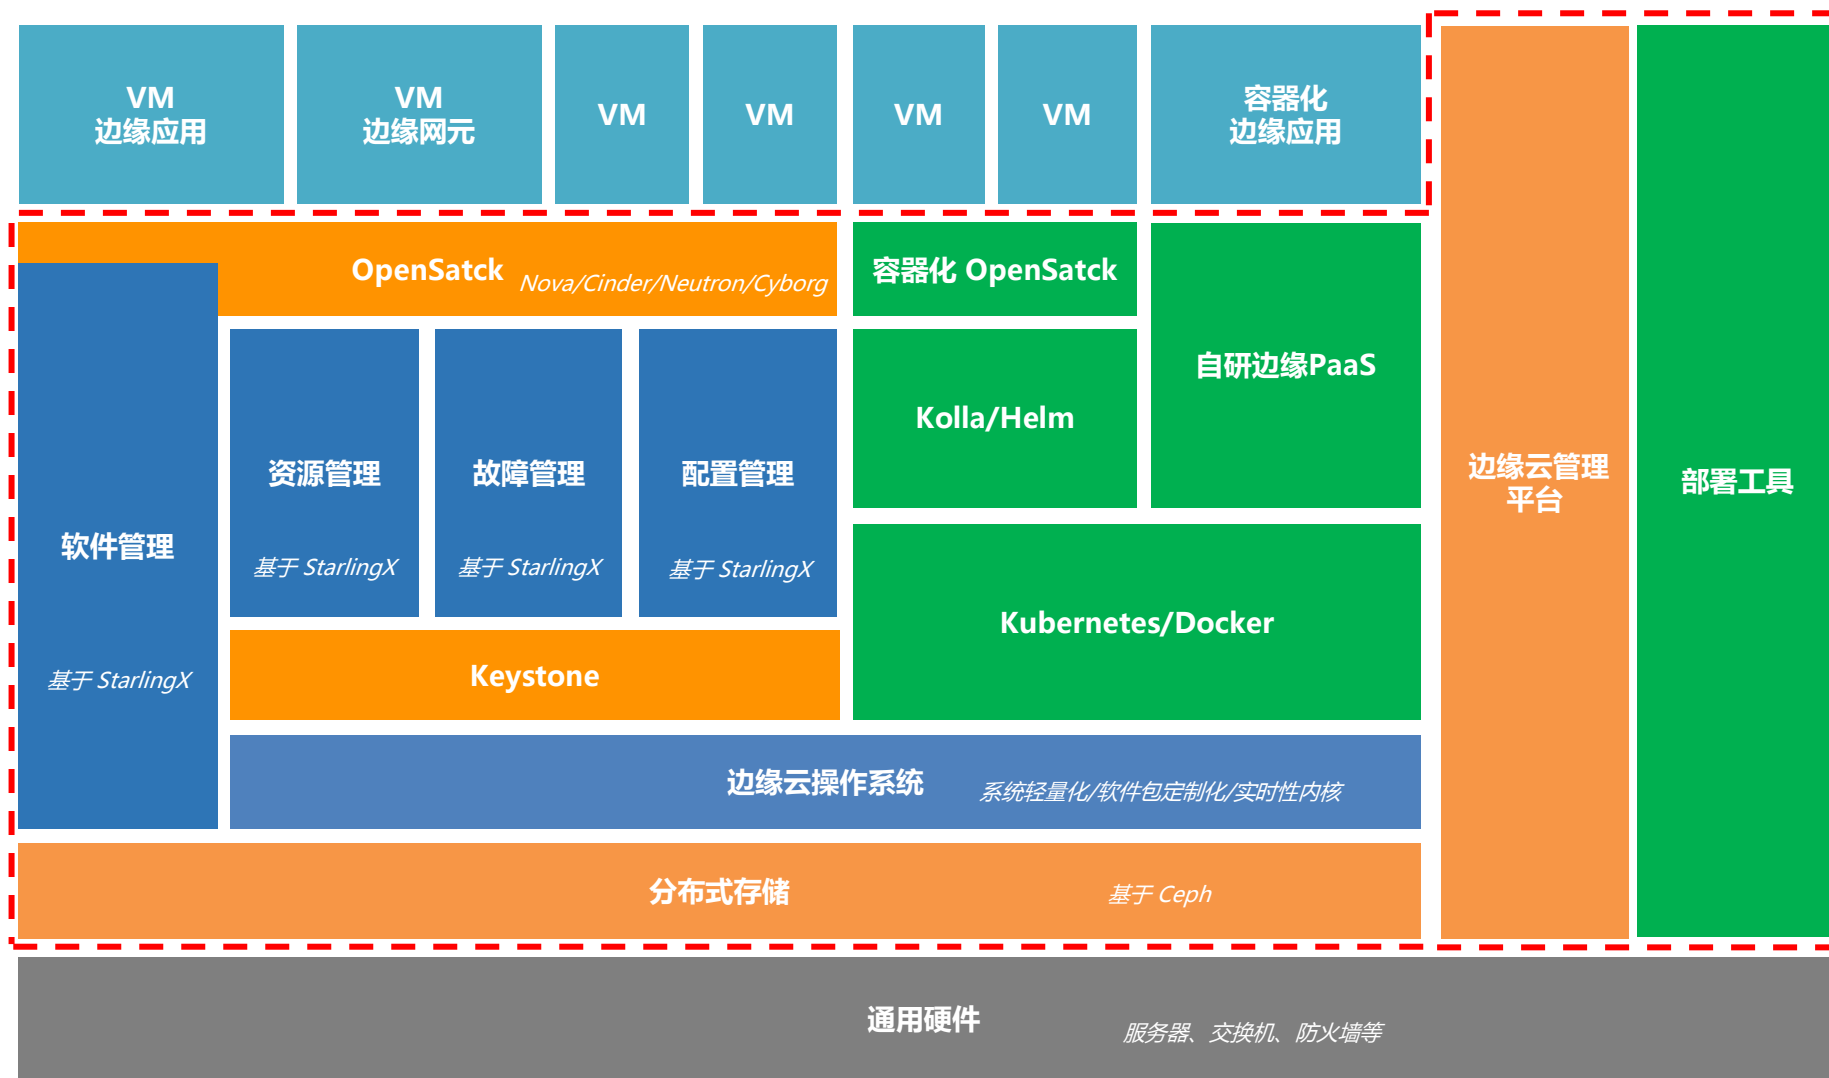 VM
边缘应用
VM
边缘网元
VM
VM
VM
VM
容器化
边缘应用
OpenSatck Nova/Cinder/Neutron/Cyborg
容器化 OpenSatck
自研边缘PaaS
Kolla/Helm
资源管理
基于 StarlingX
故障管理
基于 StarlingX
配置管理
基于 StarlingX
软件管理
基于 StarlingX
Kubernetes/Docker
Keystone
边缘云操作系统 系统轻量化/软件包定制化/实时性内核
分布式存储 基于 Ceph
边缘云管理
平台
部署工具
通用硬件 服务器、交换机、防火墙等